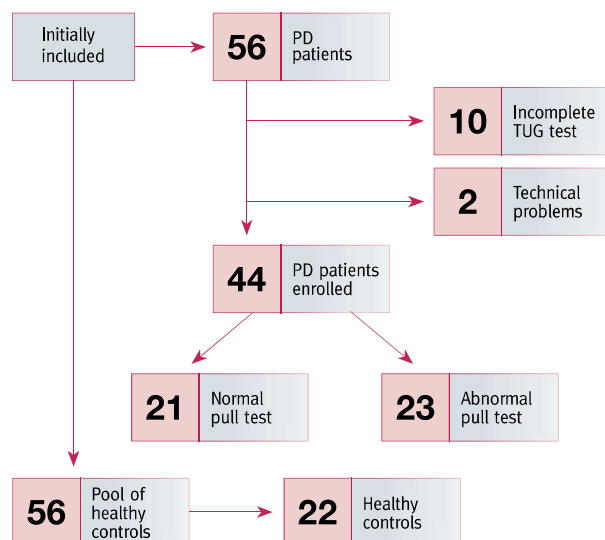 Initially
included
56
PD
patients
10
Incomplete
TUG test
2
Technical
problems
44
PD patients
enrolled
21
Normal
pull test
23
Abnormal
pull test
56
Pool of
healthy
controls
22
Healthy
controls